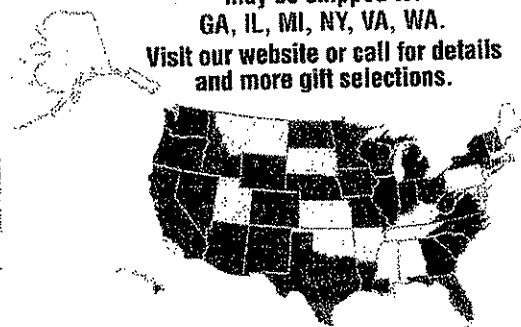 GA, IL, MI, NY, VA, WA.
Visit our website or call for details
and more gift selections.